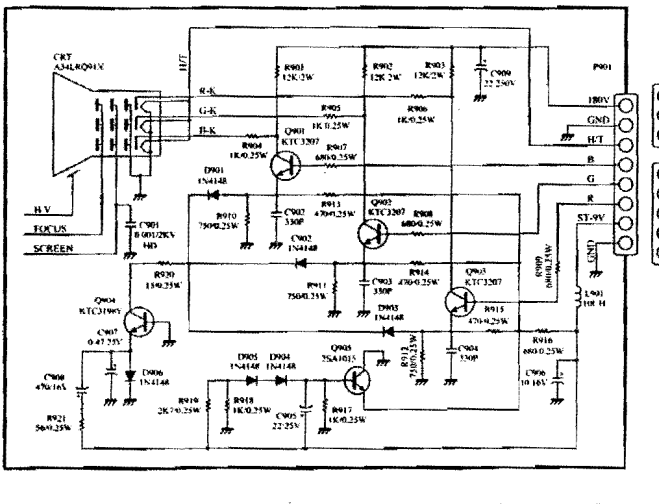 CRT
A34LRQ91X
H/T
R-K
G-K
B-K
R901
12K/2W
R902
12K/2W
R903
12K/2W
C909
P901
180V
GND
H/T
B
G
R
ST-9V
GND
R905
1K/0.25W
R906
1K/0.25W
R904
1K/0.25W
Q901
KTC3207
R907
680/0.25W
D901
1N4148
R910
750/0.25W
C902
330P
R913
470/0.25W
Q902
KTC3207
R908
680/0.25W
H.V
FOCUS
SCREEN
C901
0.001/2KV
HD
C902
1N4148
R911
750/0.25W
C903
330P
R914
470/0.25W
Q903
KTC3207
R909
680/0.25W
L901
R920
15/0.25W
Q904
KTC3198Y
C907
0.47/25V
D903
1N4148
R915
470/0.25W
R912
750/0.25W
C904
330P
R916
680/0.25W
C906
10/16V
C908
470/16V
D906
1N4148
D905
1N4148
D904
1N4148
Q905
2SA1015
R921
56/0.25W
R919
2K7/0.25W
R918
1K/0.25W
C905
22/25V
R917
1K/0.25W